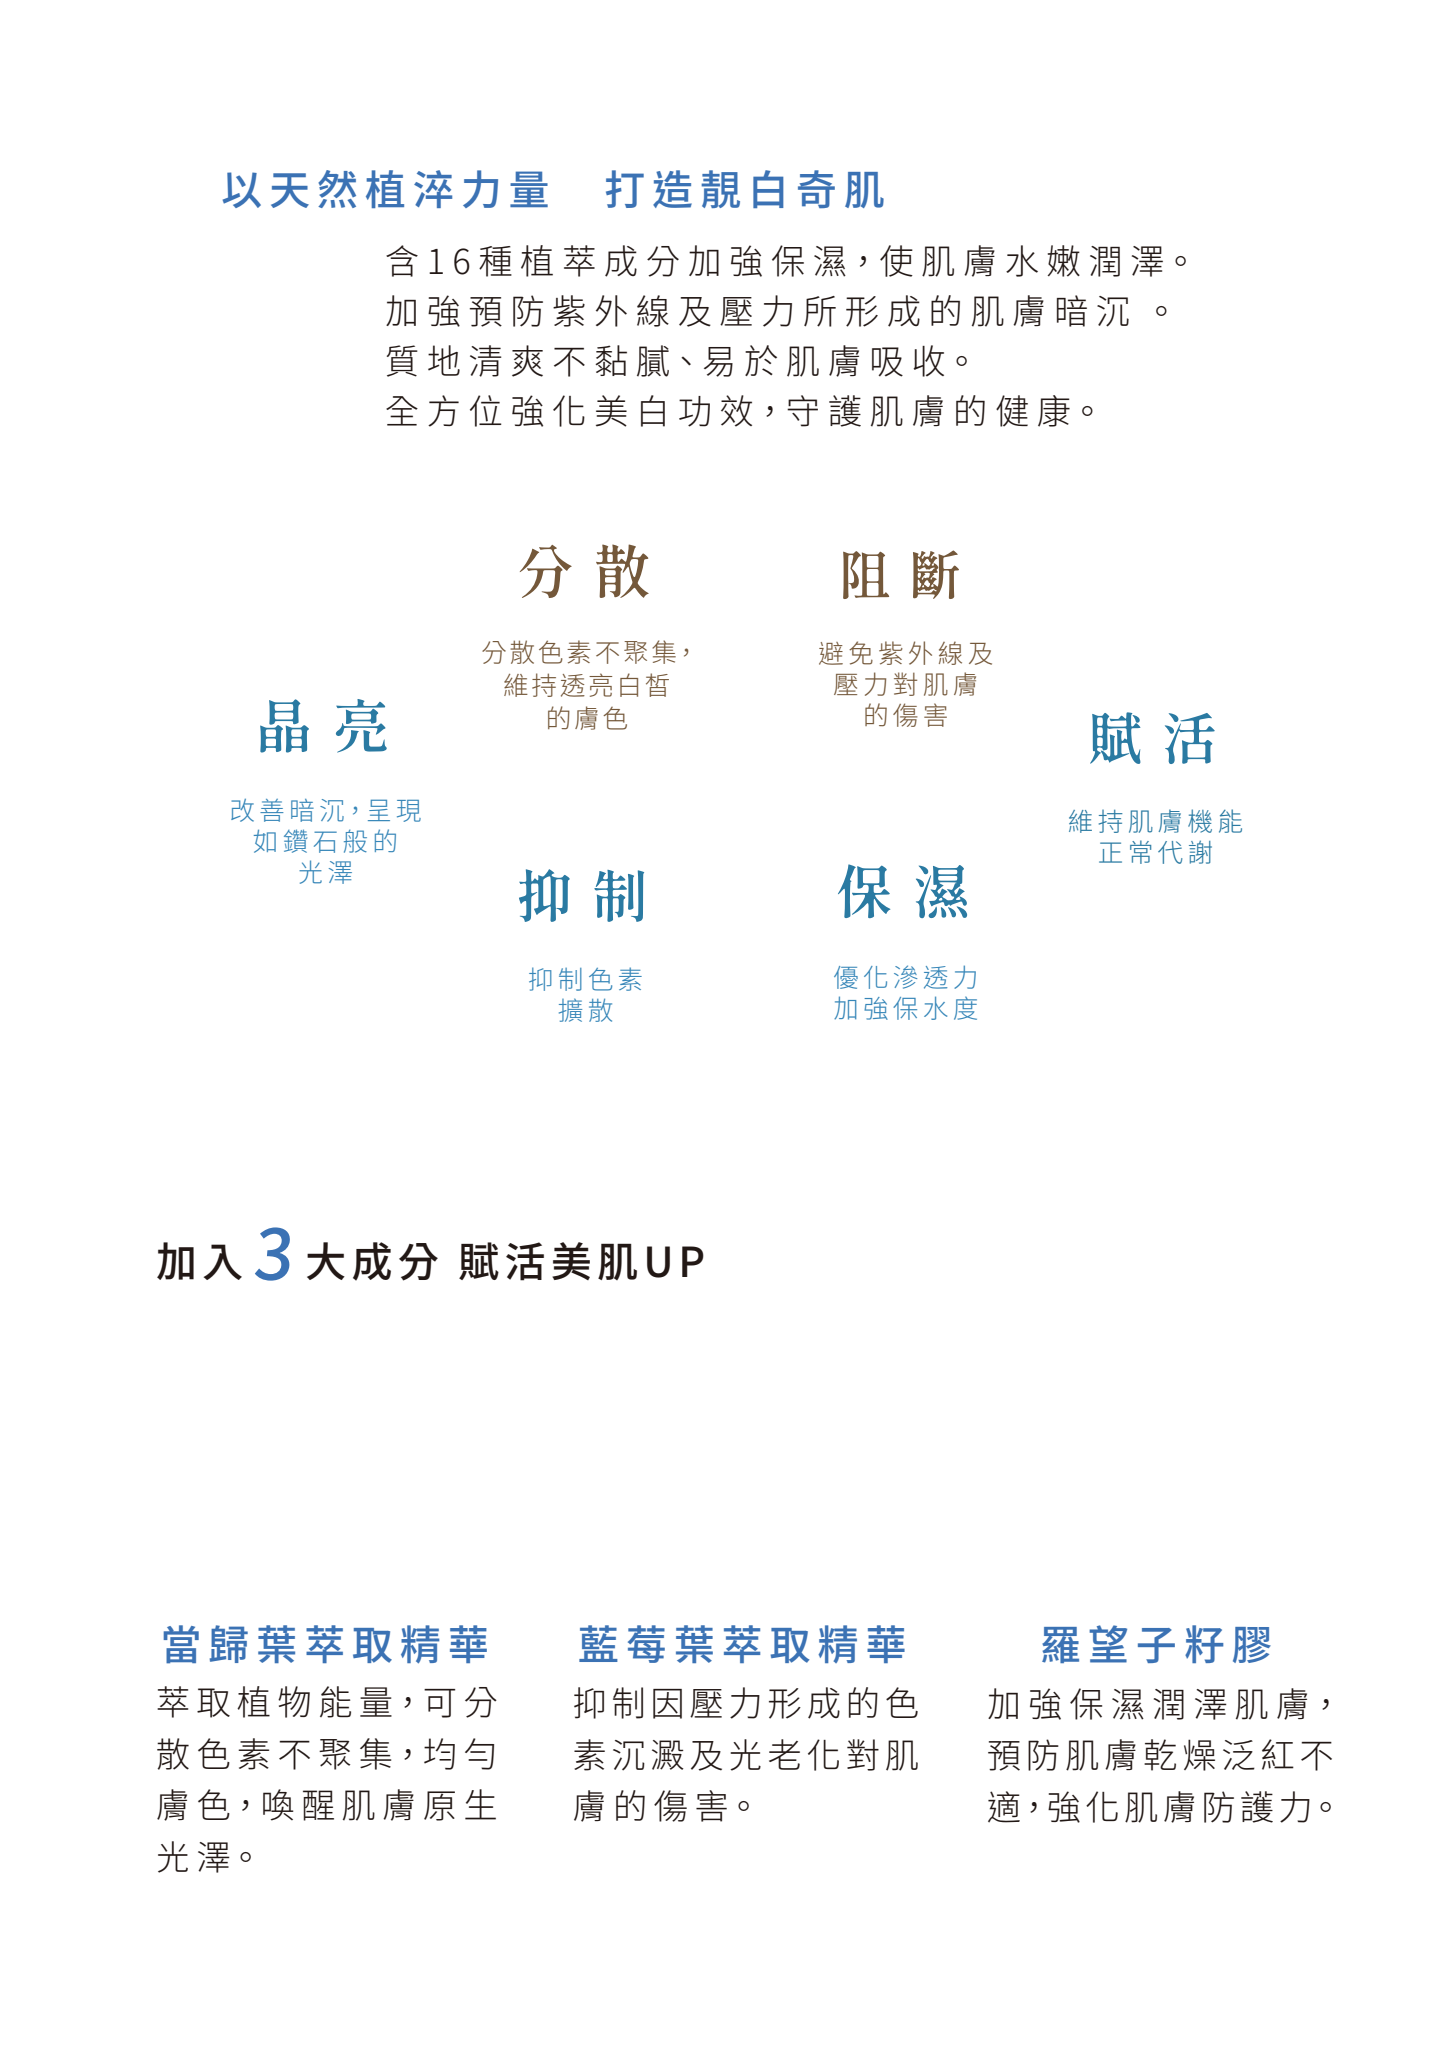 以天然植淬力量　打造靚白奇肌
含16種植萃成分加強保濕，使肌膚水嫩潤澤。
加強預防紫外線及壓力所形成的肌膚暗沉。
質地清爽不黏膩、易於肌膚吸收。
全方位強化美白功效，守護肌膚的健康。
分散
分散色素不聚集，
維持透亮白皙
的膚色
阻斷
避免紫外線及
壓力對肌膚
的傷害
晶亮
改善暗沉，呈現
如鑽石般的
光澤
賦活
維持肌膚機能
正常代謝
抑制
抑制色素
擴散
保濕
優化滲透力
加強保水度
加入3大成分 賦活美肌UP
當歸葉萃取精華
萃取植物能量，可分
散色素不聚集，均勻
膚色，喚醒肌膚原生
光澤。
藍莓葉萃取精華
抑制因壓力形成的色
素沉澱及光老化對肌
膚的傷害。
羅望子籽膠
加強保濕潤澤肌膚，
預防肌膚乾燥泛紅不
適，強化肌膚防護力。